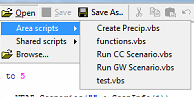 Open Save Save As...
Area scripts
Shared scripts
Browse...
Create Precip.vbs
functions.vbs
Run CC Scenario.vbs
Run GW Scenario.vbs
test.vbs
to 5